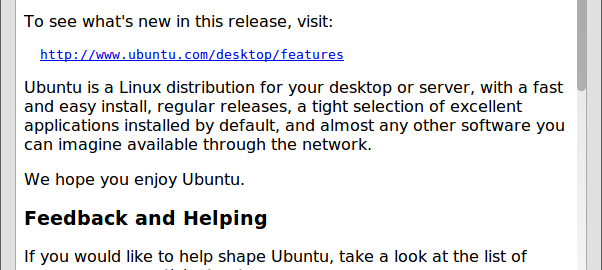 To see what's new in this release, visit:
http://www.ubuntu.com/desktop/features
Ubuntu is a Linux distribution for your desktop or server, with a fast
and easy install, regular releases, a tight selection of excellent
applications installed by default, and almost any other software you
can imagine available through the network.
We hope you enjoy Ubuntu.
Feedback and Helping
If you would like to help shape Ubuntu, take a look at the list of